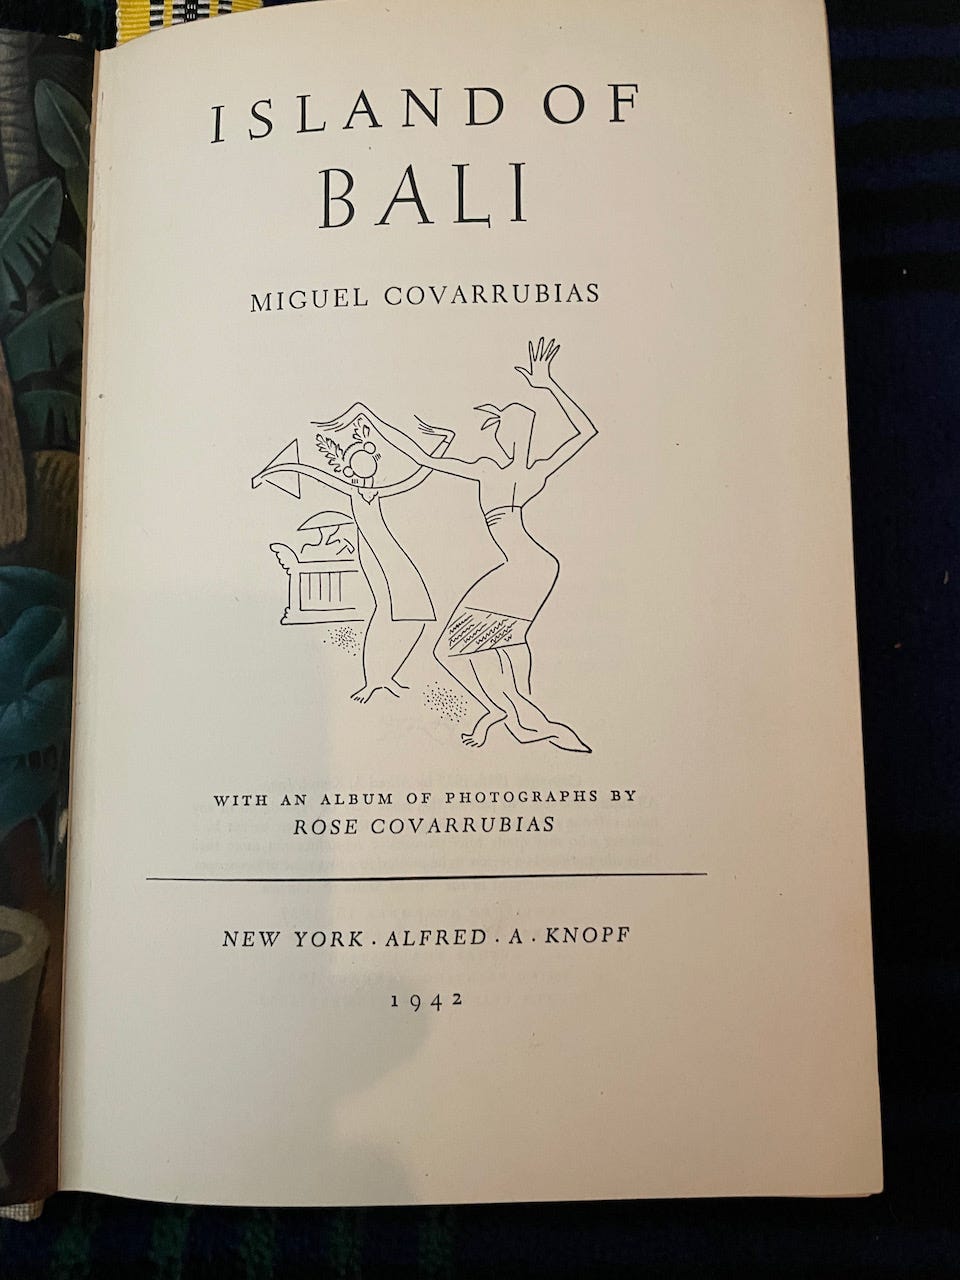 ISLAND OF
BALI
MIGUEL COVARRUBIAS
WITH AN ALBUM OF PHOTOGRAPHS BY
ROSE COVARRUBIAS
NEW YORK · ALFRED · A · KNOPF
1942